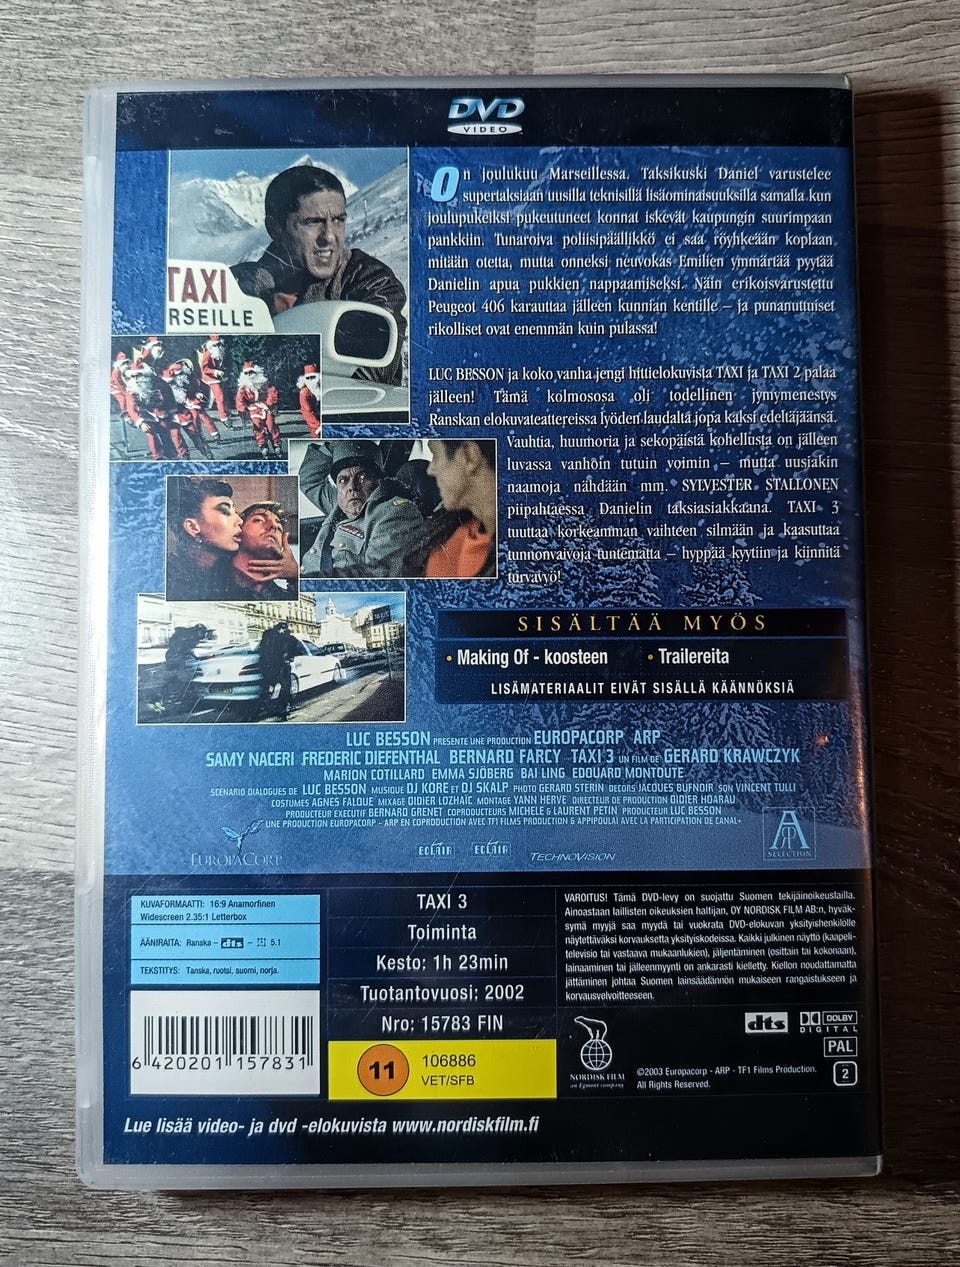 DVD
VIDEO
On joulukuu Marseillessa. Taksikuski Daniel varustelee
supertaksiaan uusilla teknisillä lisäominaisuuksilla samalla kun
joulupukeiksi pukeutuneet konnat iskevät kaupungin suurimpaan
pankkiin. Tunaroiva poliisipäällikkö ei saa röyhkeään koplaan
mitään otetta, mutta onneksi neuvokas Emilien ymmärtää pyytää
Danielin apua pukkien nappaamiseksi. Näin erikoisvarustettu
Peugeot 406 karauttaa jälleen kunnian kentille – ja punanuttuiset
rikolliset ovat enemmän kuin pulassa!
TAXI
RSEILLE
LUC BESSON ja koko vanha jengi hittielokuvista TAXI ja TAXI 2 palaa
jälleen! Tämä kolmososa oli todellinen jymymenestys
Ranskan elokuvateattereissa lyöden laudalta jopa kaksi edeltäjäänsä.
Vauhtia, huumoria ja sekopäistä kohellusta on jälleen
luvassa vanhoin tutuin voimin – mutta uusiakin
naamoja nähdään mm. SYLVESTER STALLONEN
piipahtaessa Danielin taksiasiakkaana. TAXI 3
tuuttaa korkeamman vaihteen silmään ja kaasuttaa
tunnonvaivoja tuntematta – hyppää kyytiin ja kiinnitä
turvavyö!
SISÄLTÄÄ MYÖS
• Making Of - koosteen • Trailereita
LISÄMATERIAALIT EIVÄT SISÄLLÄ KÄÄNNÖKSIÄ
LUC BESSON PRESENTE UNE PRODUCTION EUROPACORP ARP
SAMY NACERI FREDERIC DIEFENTHAL BERNARD FARCY TAXI 3 UN FILM DE GERARD KRAWCZYK
MARION COTILLARD EMMA SJÖBERG BAI LING EDOUARD MONTOUTE
SCÉNARIO DIALOGUES DE LUC BESSON MUSIQUE DJ KORE ET DJ SKALP PHOTO GERARD STERIN DECORS JACQUES BUFNOIR SON VINCENT TULLI
COSTUMES AGNES FALQUE MIXAGE DIDIER LOZHAIC MONTAGE YANN HERVE DIRECTEUR DE PRODUCTION DIDIER HOARAU
PRODUCTEUR EXECUTIF BERNARD GRENET COPRODUCTEURS MICHELE & LAURENT PETIN PRODUCTEUR LUC BESSON
UNE PRODUCTION EUROPACORP - ARP EN COPRODUCTION AVEC TF1 FILMS PRODUCTION & APIPOULAÏ AVEC LA PARTICIPATION DE CANAL+
EUROPACORP
ECLAIR ECLAIR TECHNOVISION
ARP
SELECTION
KUVAFORMAATTI: 16:9 Anamorfinen
Widescreen 2.35:1 Letterbox
ÄÄNIRAITA: Ranska – dts – 5.1
TEKSTITYS: Tanska, ruotsi, suomi, norja.
6 420201 157831
TAXI 3
Toiminta
Kesto: 1h 23min
Tuotantovuosi: 2002
Nro: 15783 FIN
11 106886
VET/SFB
VAROITUS! Tämä DVD-levy on suojattu Suomen tekijäinoikeuslailla.
Ainoastaan laillisten oikeuksien haltijan, OY NORDISK FILM AB:n, hyväk-
symä myyjä saa myydä tai vuokrata DVD-elokuvan yksityishenkilölle
näytettäväksi korvauksetta yksityiskodeissa. Kaikki julkinen näyttö (kaapeli-
televisio tai vastaava mukaanlukien), jäljentäminen (osittain tai kokonaan),
lainaaminen tai jälleenmyynti on ankarasti kielletty. Kiellon noudattamatta
jättäminen johtaa Suomen lainsäädännön mukaiseen rangaistukseen ja
korvausvelvoitteeseen.
dts DOLBY
DIGITAL
PAL
2
NORDISK FILM
an Egmont company
©2003 Europacorp - ARP - TF1 Films Production.
All Rights Reserved.
Lue lisää video- ja dvd -elokuvista www.nordiskfilm.fi